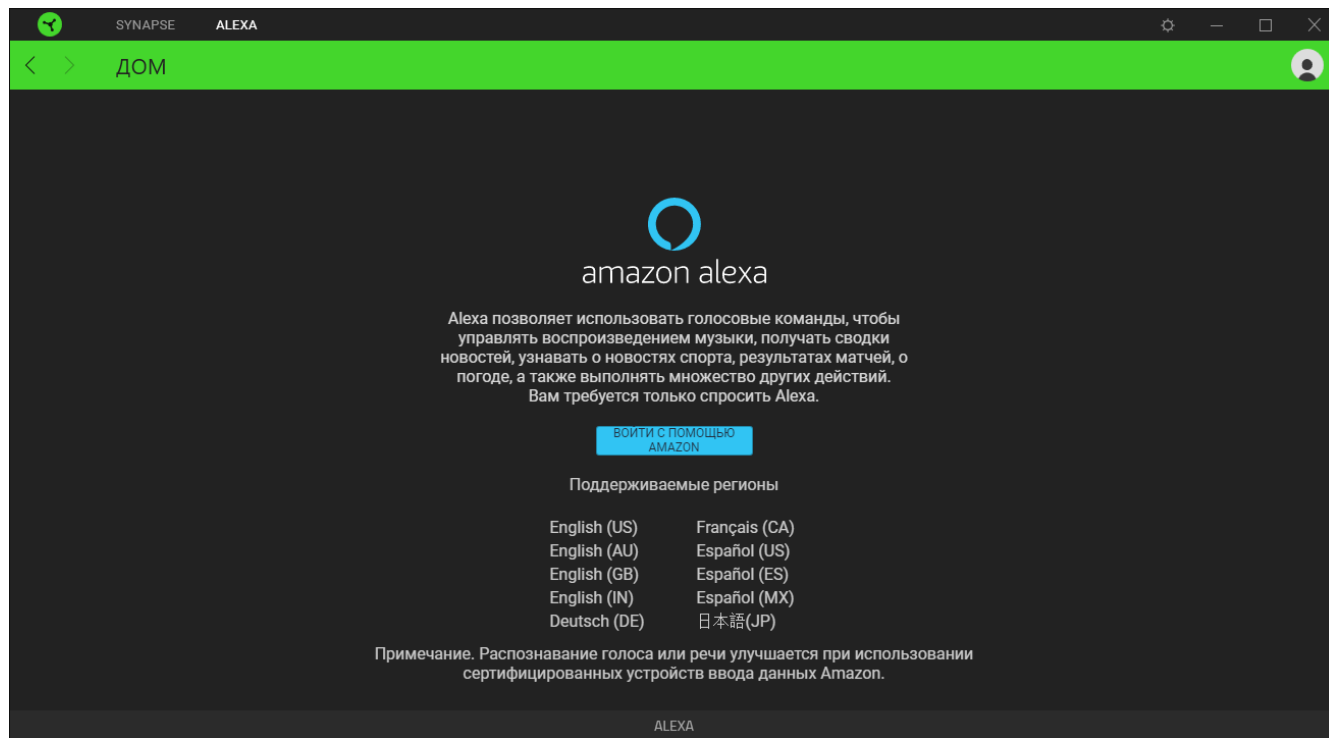 SYNAPSE ALEXA
ДОМ
amazon alexa
Alexa позволяет использовать голосовые команды, чтобы
управлять воспроизведением музыки, получать сводки
новостей, узнавать о новостях спорта, результатах матчей, о
погоде, а также выполнять множество других действий.
Вам требуется только спросить Alexa.
ВОЙТИ С ПОМОЩЬЮ
AMAZON
Поддерживаемые регионы
English (US) Français (CA)
English (AU) Español (US)
English (GB) Español (ES)
English (IN) Español (MX)
Deutsch (DE) 日本語(JP)
Примечание. Распознавание голоса или речи улучшается при использовании
сертифицированных устройств ввода данных Amazon.
ALEXA